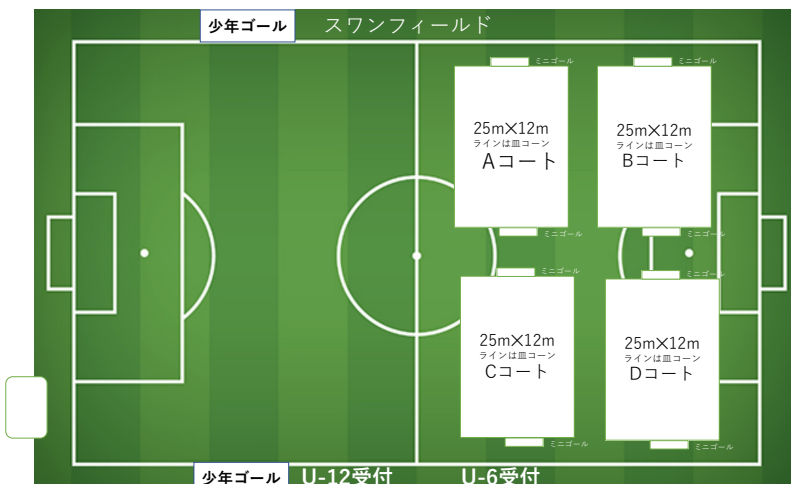 少年ゴール
スワンフィールド
ミニゴール
ミニゴール
25m×12m
ラインは皿コーン
Aコート
25m×12m
ラインは皿コーン
Bコート
ミニゴール
ミニゴール
ミニゴール
ミニゴール
25m×12m
ラインは皿コーン
Cコート
25m×12m
ラインは皿コーン
Dコート
ミニゴール
ミニゴール
少年ゴール
U-12受付
U-6受付